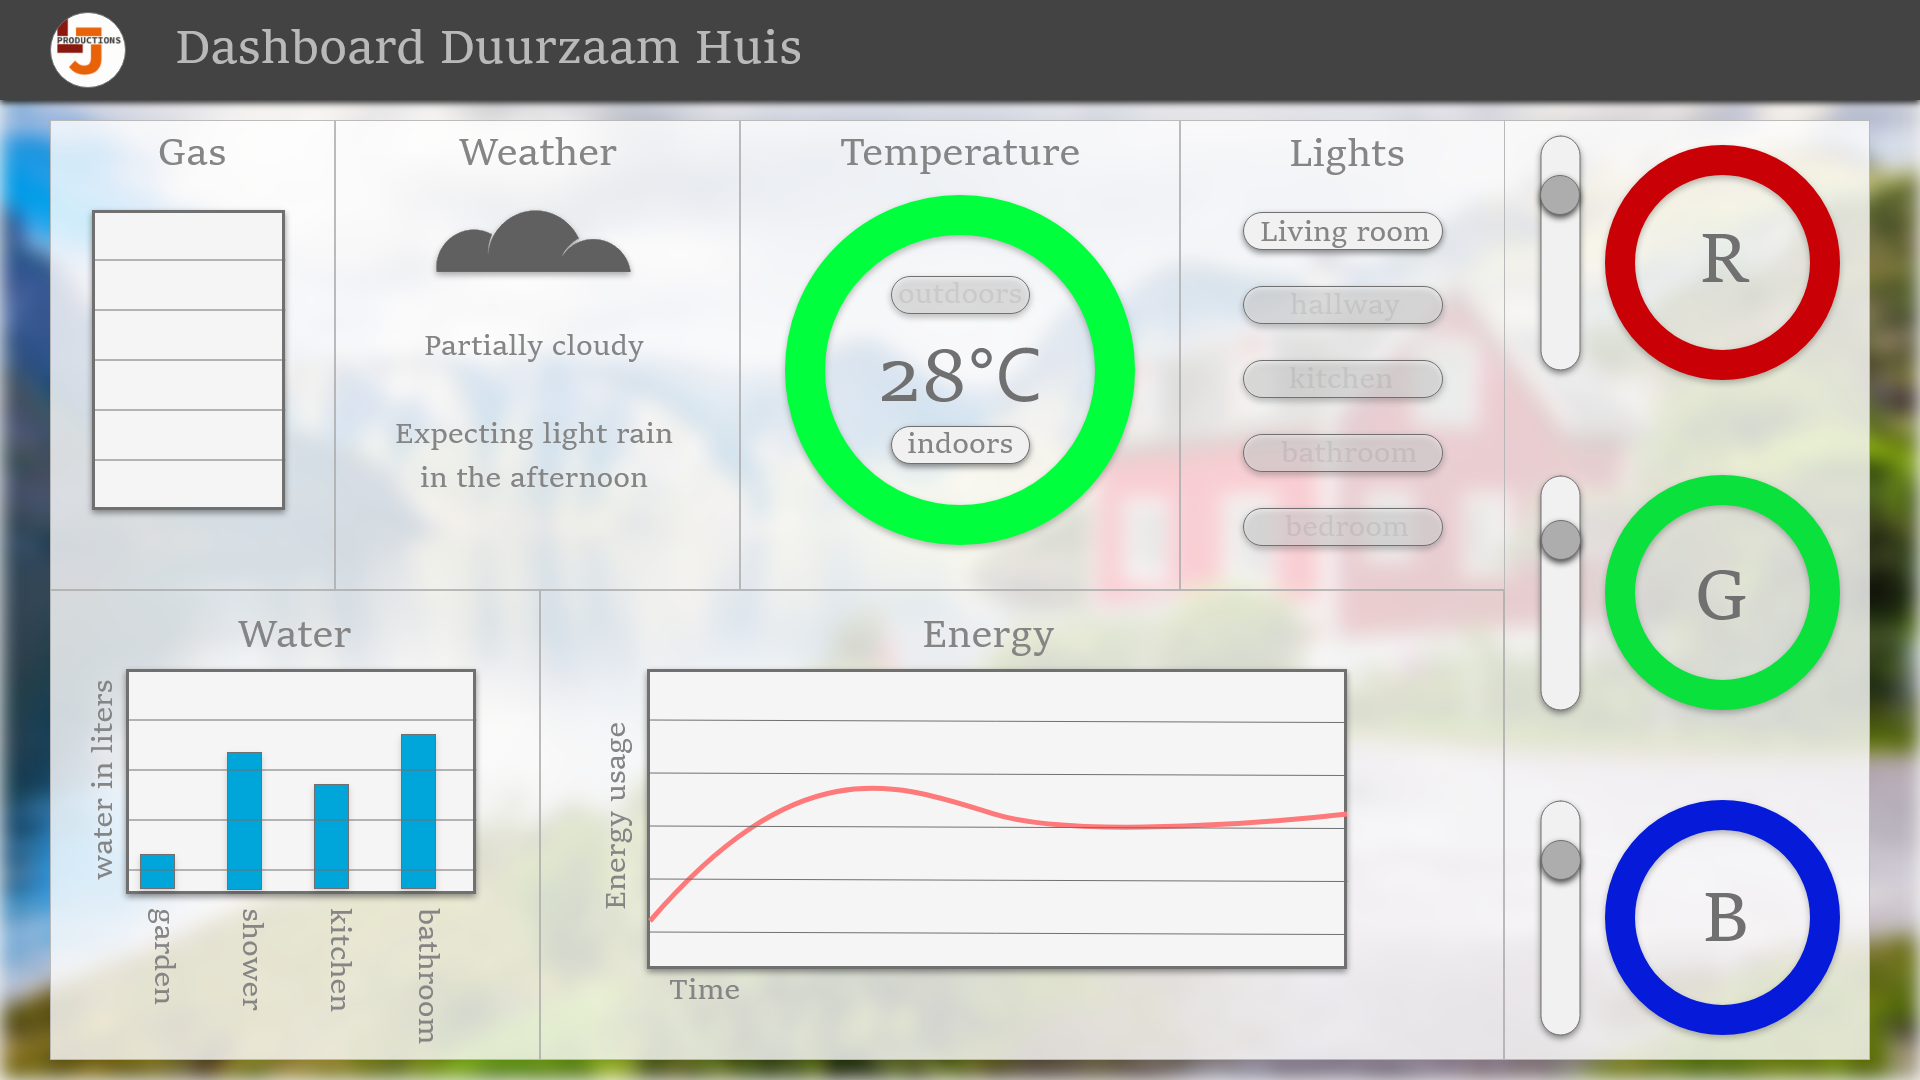 PRODUCTIONS
Dashboard Duurzaam Huis
Gas
Weather
Partially cloudy
Expecting light rain
in the afternoon
Temperature
outdoors
28°C
indoors
Lights
Living room
hallway
kitchen
bathroom
bedroom
R
G
B
Water
water in liters
garden
shower
kitchen
bathroom
Energy
Energy usage
Time